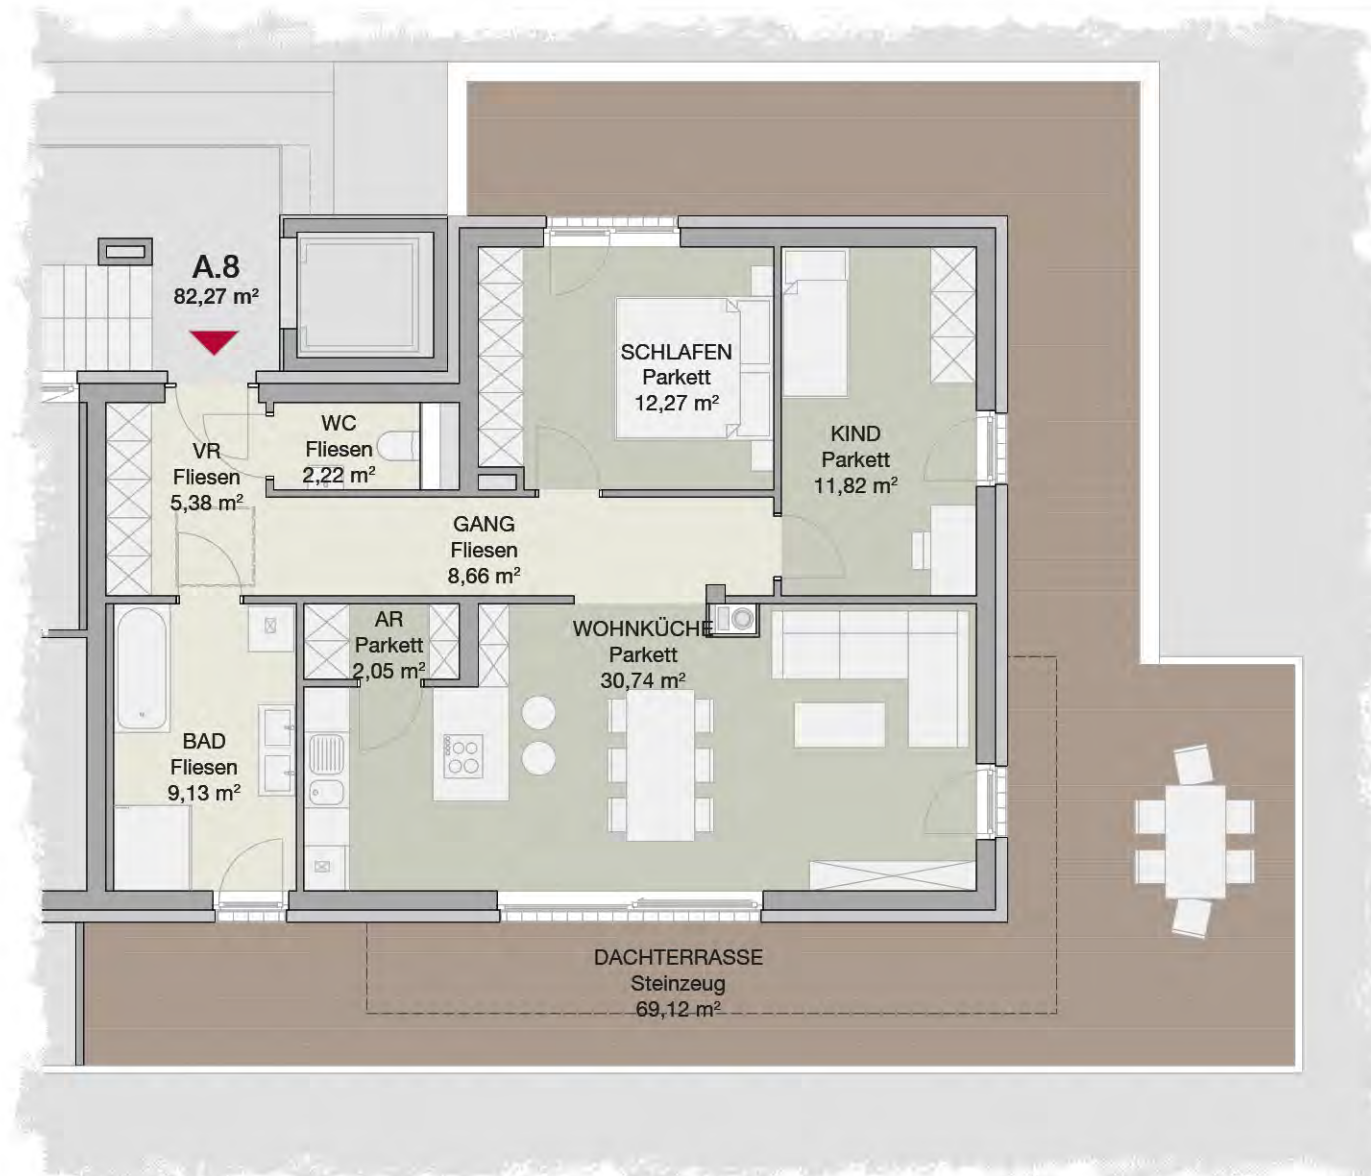 A.8
82,27 m²
SCHLAFEN
Parkett
12,27 m²
WC
Fliesen
2,22 m²
KIND
Parkett
11,82 m²
VR
Fliesen
5,38 m²
GANG
Fliesen
8,66 m²
AR
Parkett
2,05 m²
WOHNKÜCHE
Parkett
30,74 m²
BAD
Fliesen
9,13 m²
DACHTERRASSE
Steinzeug
69,12 m²